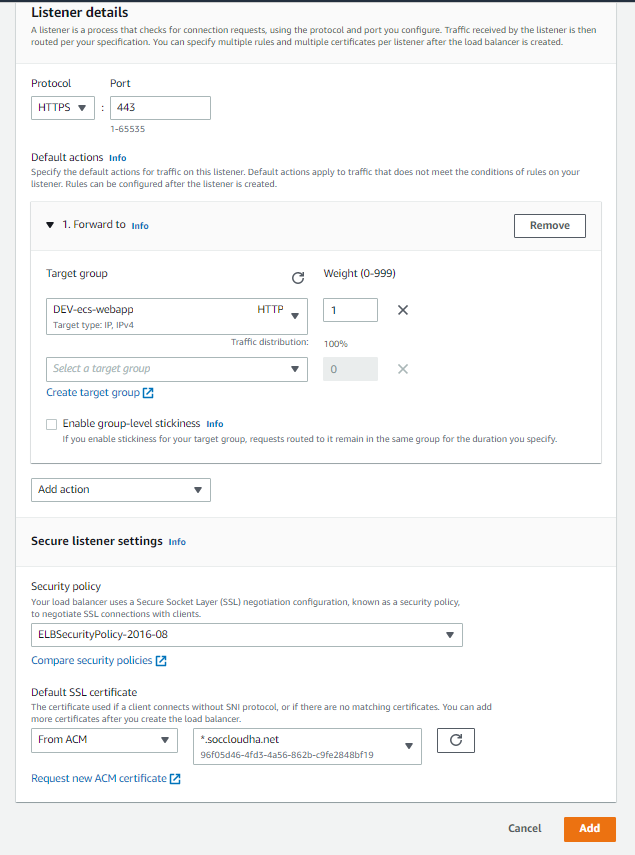 Listener details
A listener is a process that checks for connection requests, using the protocol and port you configure. Traffic received by the listener is then
routed per your specification. You can specify multiple rules and multiple certificates per listener after the load balancer is created.
Protocol Port
HTTPS : 443
1-65535
Default actions Info
Specify the default actions for traffic on this listener. Default actions apply to traffic that does not meet the conditions of rules on your
listener. Rules can be configured after the listener is created.
1. Forward to Info Remove
Target group Weight (0-999)
DEV-ecs-webapp HTTP 1
Target type: IP, IPv4
Traffic distribution: 100%
Select a target group 0
Create target group
Enable group-level stickiness Info
If you enable stickiness for your target group, requests routed to it remain in the same group for the duration you specify.
Add action
Secure listener settings Info
Security policy
Your load balancer uses a Secure Socket Layer (SSL) negotiation configuration, known as a security policy,
to negotiate SSL connections with clients.
ELBSecurityPolicy-2016-08
Compare security policies
Default SSL certificate
The certificate used if a client connects without SNI protocol, or if there are no matching certificates. You can add
more certificates after you create the load balancer.
From ACM *.soccloudha.net
96f05d46-4fd3-4a56-862b-c9fe2848bf19
Request new ACM certificate
Cancel Add